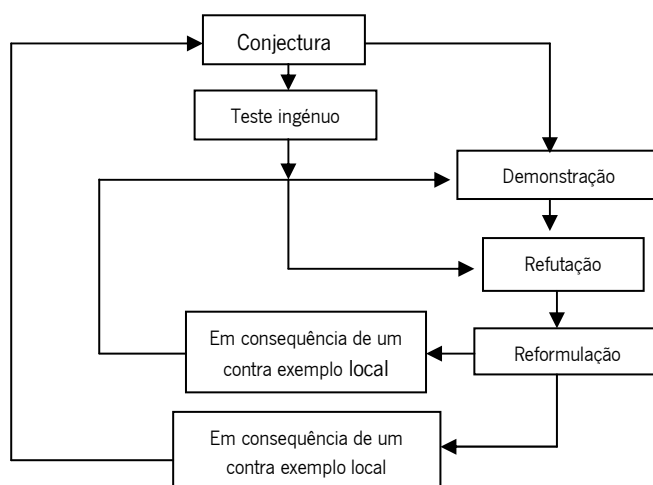 Conjectura
Teste ingénuo
Demonstração
Refutação
Em consequência de um
contra exemplo local
Reformulação
Em consequência de um
contra exemplo local